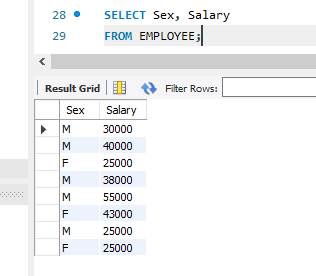 28 SELECT Sex, Salary
29 FROM EMPLOYEE;
Result Grid Filter Rows:
Sex Salary
M 30000
M 40000
F 25000
M 38000
M 55000
F 43000
M 25000
F 25000